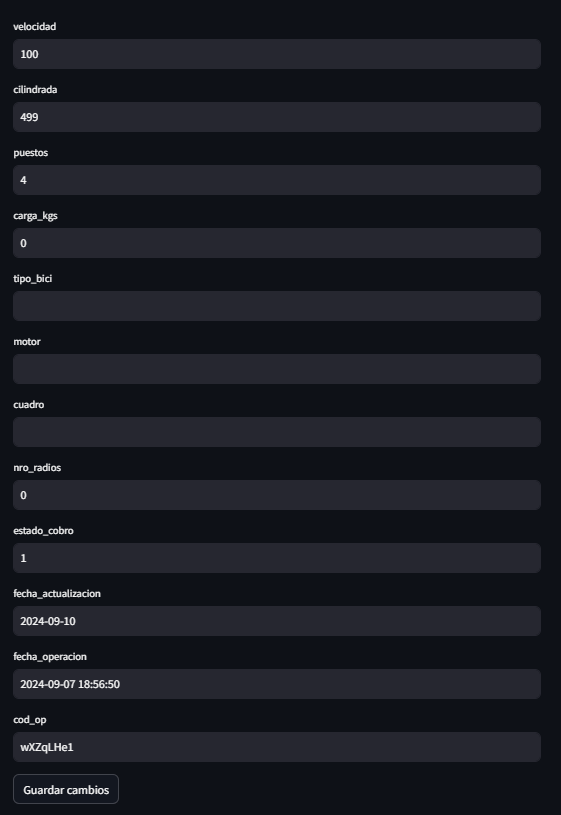 velocidad
100
cilindrada
499
puestos
4
carga_kgs
0
tipo_bici
motor
cuadro
nro_radios
0
estado_cobro
1
fecha_actualizacion
2024-09-10
fecha_operacion
2024-09-07 18:56:50
cod_op
wXZqLHe1
Guardar cambios